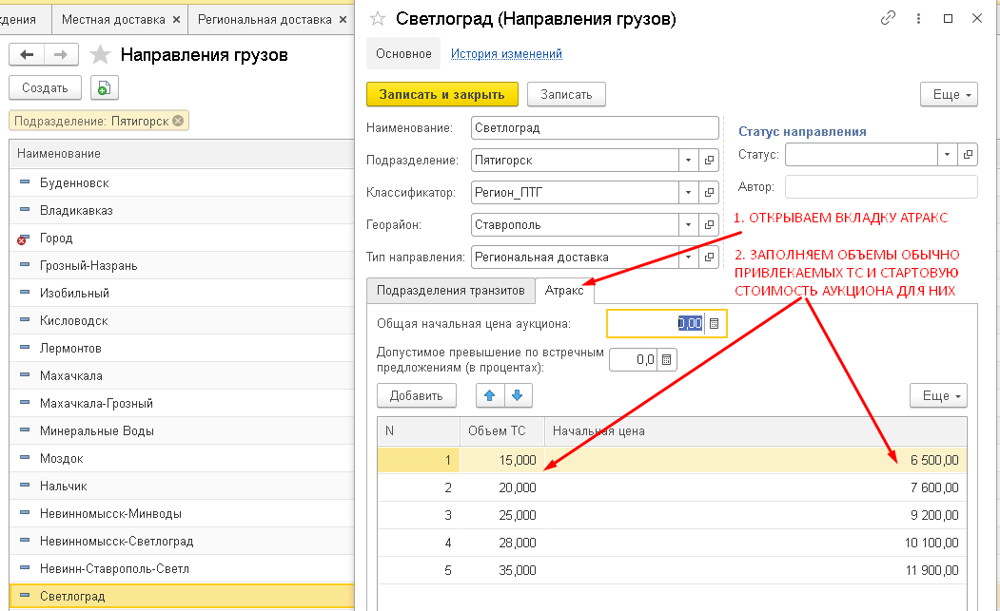 дения
Местная доставка ×
Региональная доставка ×
Направления грузов
Создать
Подразделение: Пятигорск
Наименование
Буденновск
Владикавказ
Город
Грозный-Назрань
Изобильный
Кисловодск
Лермонтов
Махачкала
Махачкала-Грозный
Минеральные Воды
Моздок
Нальчик
Невинномысск-Минводы
Невинномысск-Светлоград
Невинн-Ставрополь-Светл
Светлоград
Светлоград (Направления грузов)
Основное
История изменений
Записать и закрыть
Записать
Еще
Наименование: Светлоград
Подразделение: Пятигорск
Классификатор: Регион_ПТГ
Георайон: Ставрополь
Тип направления: Региональная доставка
Статус направления
Статус:
Автор:
1. ОТКРЫВАЕМ ВКЛАДКУ АТРАКС
2. ЗАПОЛНЯЕМ ОБЪЕМЫ ОБЫЧНО
ПРИВЛЕКАЕМЫХ ТС И СТАРТОВУЮ
СТОИМОСТЬ АУКЦИОНА ДЛЯ НИХ
Подразделения транзитов
Атракс
Общая начальная цена аукциона: 0,00
Допустимое превышение по встречным
предложениям (в процентах): 0,0
Добавить
Еще
N Объем ТС Начальная цена
1 15,000 6 500,00
2 20,000 7 600,00
3 25,000 9 200,00
4 28,000 10 100,00
5 35,000 11 900,00